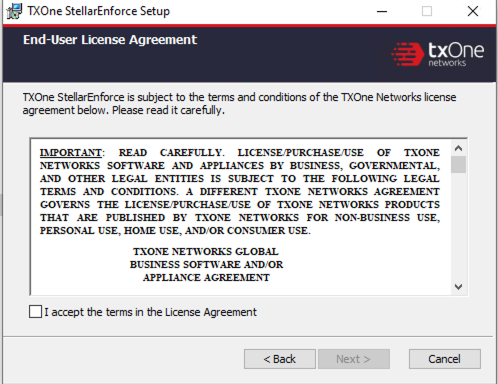 TXOne StellarEnforce Setup
End-User License Agreement
txOne
networks
TXOne StellarEnforce is subject to the terms and conditions of the TXOne Networks license
agreement below. Please read it carefully.
IMPORTANT: READ CAREFULLY. LICENSE/PURCHASE/USE OF TXONE
NETWORKS SOFTWARE AND APPLIANCES BY BUSINESS, GOVERNMENTAL,
AND OTHER LEGAL ENTITIES IS SUBJECT TO THE FOLLOWING LEGAL
TERMS AND CONDITIONS. A DIFFERENT TXONE NETWORKS AGREEMENT
GOVERNS THE LICENSE/PURCHASE/USE OF TXONE NETWORKS PRODUCTS
THAT ARE PUBLISHED BY TXONE NETWORKS FOR NON-BUSINESS USE,
PERSONAL USE, HOME USE, AND/OR CONSUMER USE.
TXONE NETWORKS GLOBAL
BUSINESS SOFTWARE AND/OR
APPLIANCE AGREEMENT
I accept the terms in the License Agreement
< Back Next > Cancel